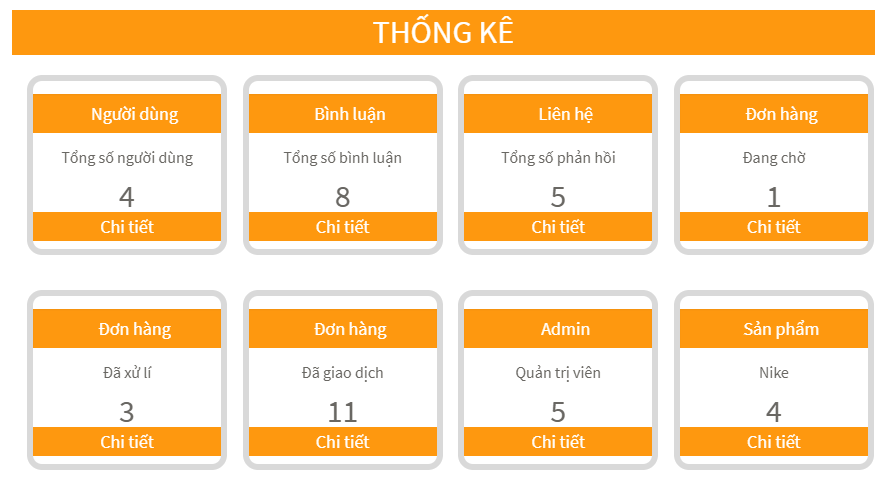 THỐNG KÊ
Người dùng
Tổng số người dùng
4
Chi tiết
Bình luận
Tổng số bình luận
8
Chi tiết
Liên hệ
Tổng số phản hồi
5
Chi tiết
Đơn hàng
Đang chờ
1
Chi tiết
Đơn hàng
Đã xử lí
3
Chi tiết
Đơn hàng
Đã giao dịch
11
Chi tiết
Admin
Quản trị viên
5
Chi tiết
Sản phẩm
Nike
4
Chi tiết